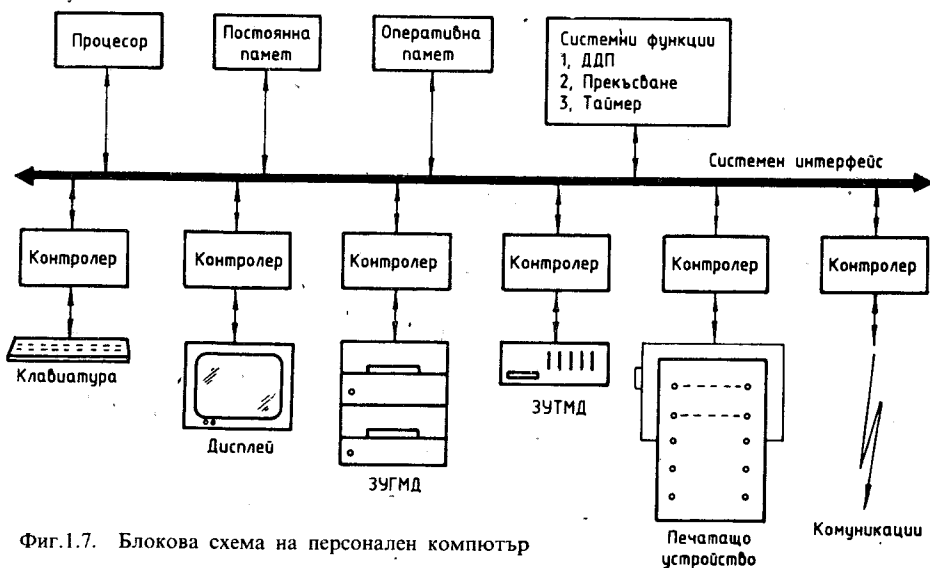 Процесор
Постоянна
памет
Оперативна
памет
Системни функции
1, ДДП
2, Прекъсване
3, Таймер
Системен интерфейс
Контролер
Контролер
Контролер
Контролер
Контролер
Контролер
Клавиатура
Дисплей
ЗУГМД
ЗУТМД
Печатащо
устройство
Комуникации
Фиг.1.7. Блокова схема на персонален компютър